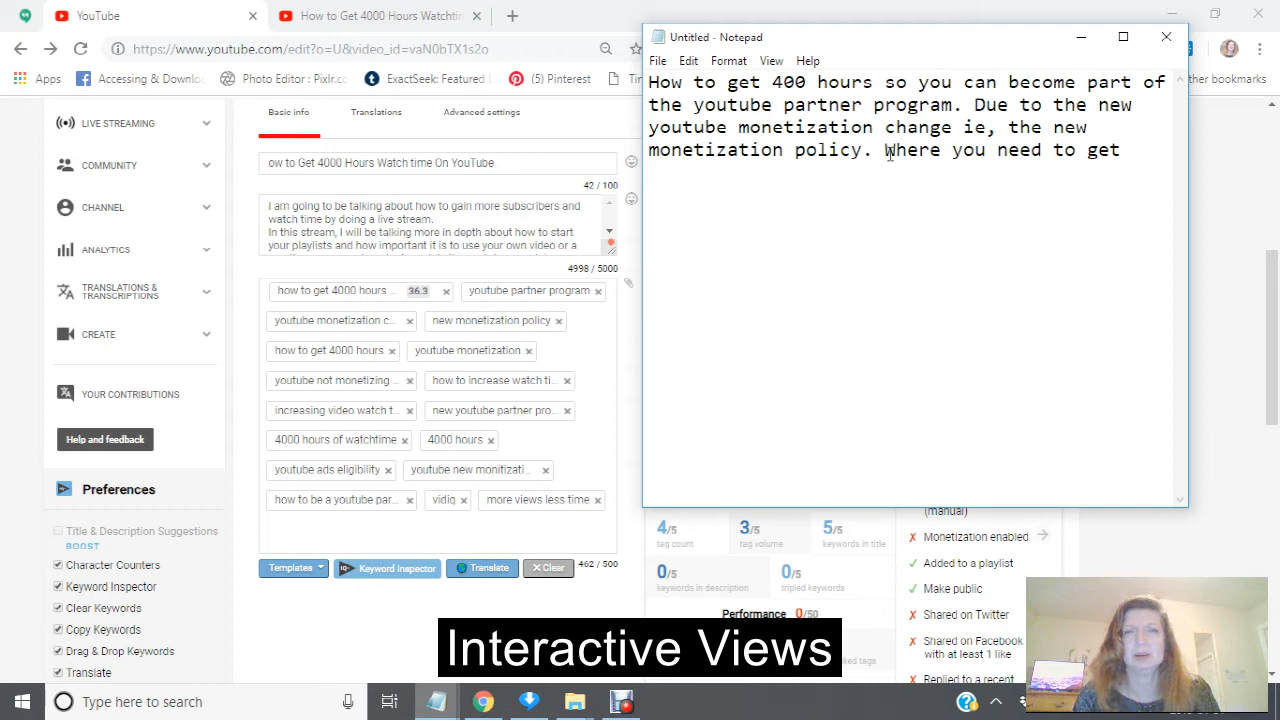 YouTube
How to Get 4000 Hours Watchtin
https://www.youtube.com/edit?o=U&video_id=vaN0bTX1s2o
Apps
Accessing & Downloa
Photo Editor : Pixlr.com
ExactSeek: Featured
(5) Pinterest
Tin
er bookmarks
Untitled - Notepad
File Edit Format View Help
How to get 400 hours so you can become part of
the youtube partner program. Due to the new
youtube monetization change ie, the new
monetization policy. Where you need to get
LIVE STREAMING
COMMUNITY
CHANNEL
ANALYTICS
TRANSLATIONS &
TRANSCRIPTIONS
CREATE
YOUR CONTRIBUTIONS
Help and feedback
Preferences
Title & Description Suggestions
BOOST
Character Counters
Keyword Inspector
Clear Keywords
Copy Keywords
Drag & Drop Keywords
Translate
Basic info Translations Advanced settings
ow to Get 4000 Hours Watch time On YouTube
42 / 100
I am going to be talking about how to gain more subscribers and
watch time by doing a live stream.
In this stream, I will be talking more in depth about how to start
your playlists and how important it is to use your own video or a
4998 / 5000
how to get 4000 hours ... 36.3 youtube partner program
youtube monetization c... new monetization policy
how to get 4000 hours youtube monetization
youtube not monetizing ... how to increase watch ti...
increasing video watch t... new youtube partner pro...
4000 hours of watchtime 4000 hours
youtube ads eligibility youtube new monitizati...
how to be a youtube par... vidiq more views less time
Templates Keyword Inspector Translate Clear 462 / 500
4/5 3/5 5/5
tag count tag volume keywords in title
0/5 0/5
keywords in description tripled keywords
Performance 0/50
ked tags
(manual)
Monetization enabled
Added to a playlist
Make public
Shared on Twitter
Shared on Facebook
with at least 1 like
Replied to a recent
Interactive Views
Type here to search